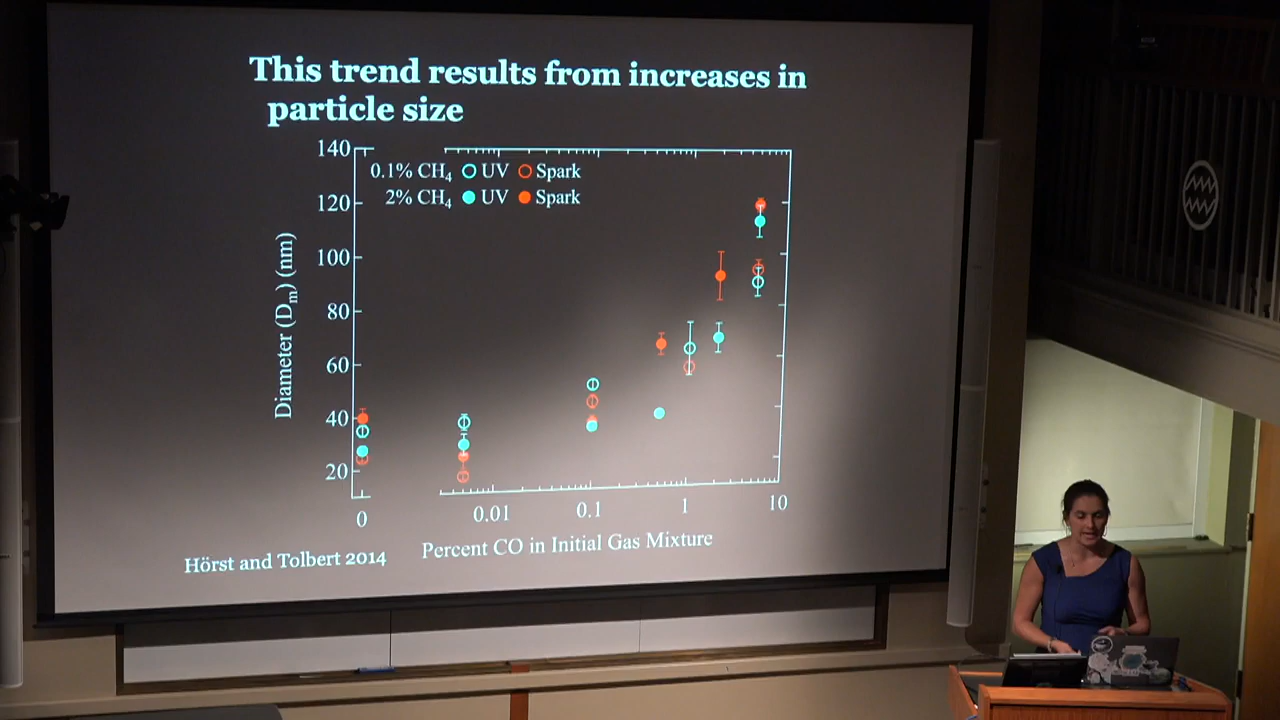 This trend results from increases in
particle size
140
120
100
80
60
40
20
Diameter (Dm) (nm)
0.1% CH4 UV Spark
2% CH4 UV Spark
0 0.01 0.1 1 10
Percent CO in Initial Gas Mixture
Hörst and Tolbert 2014